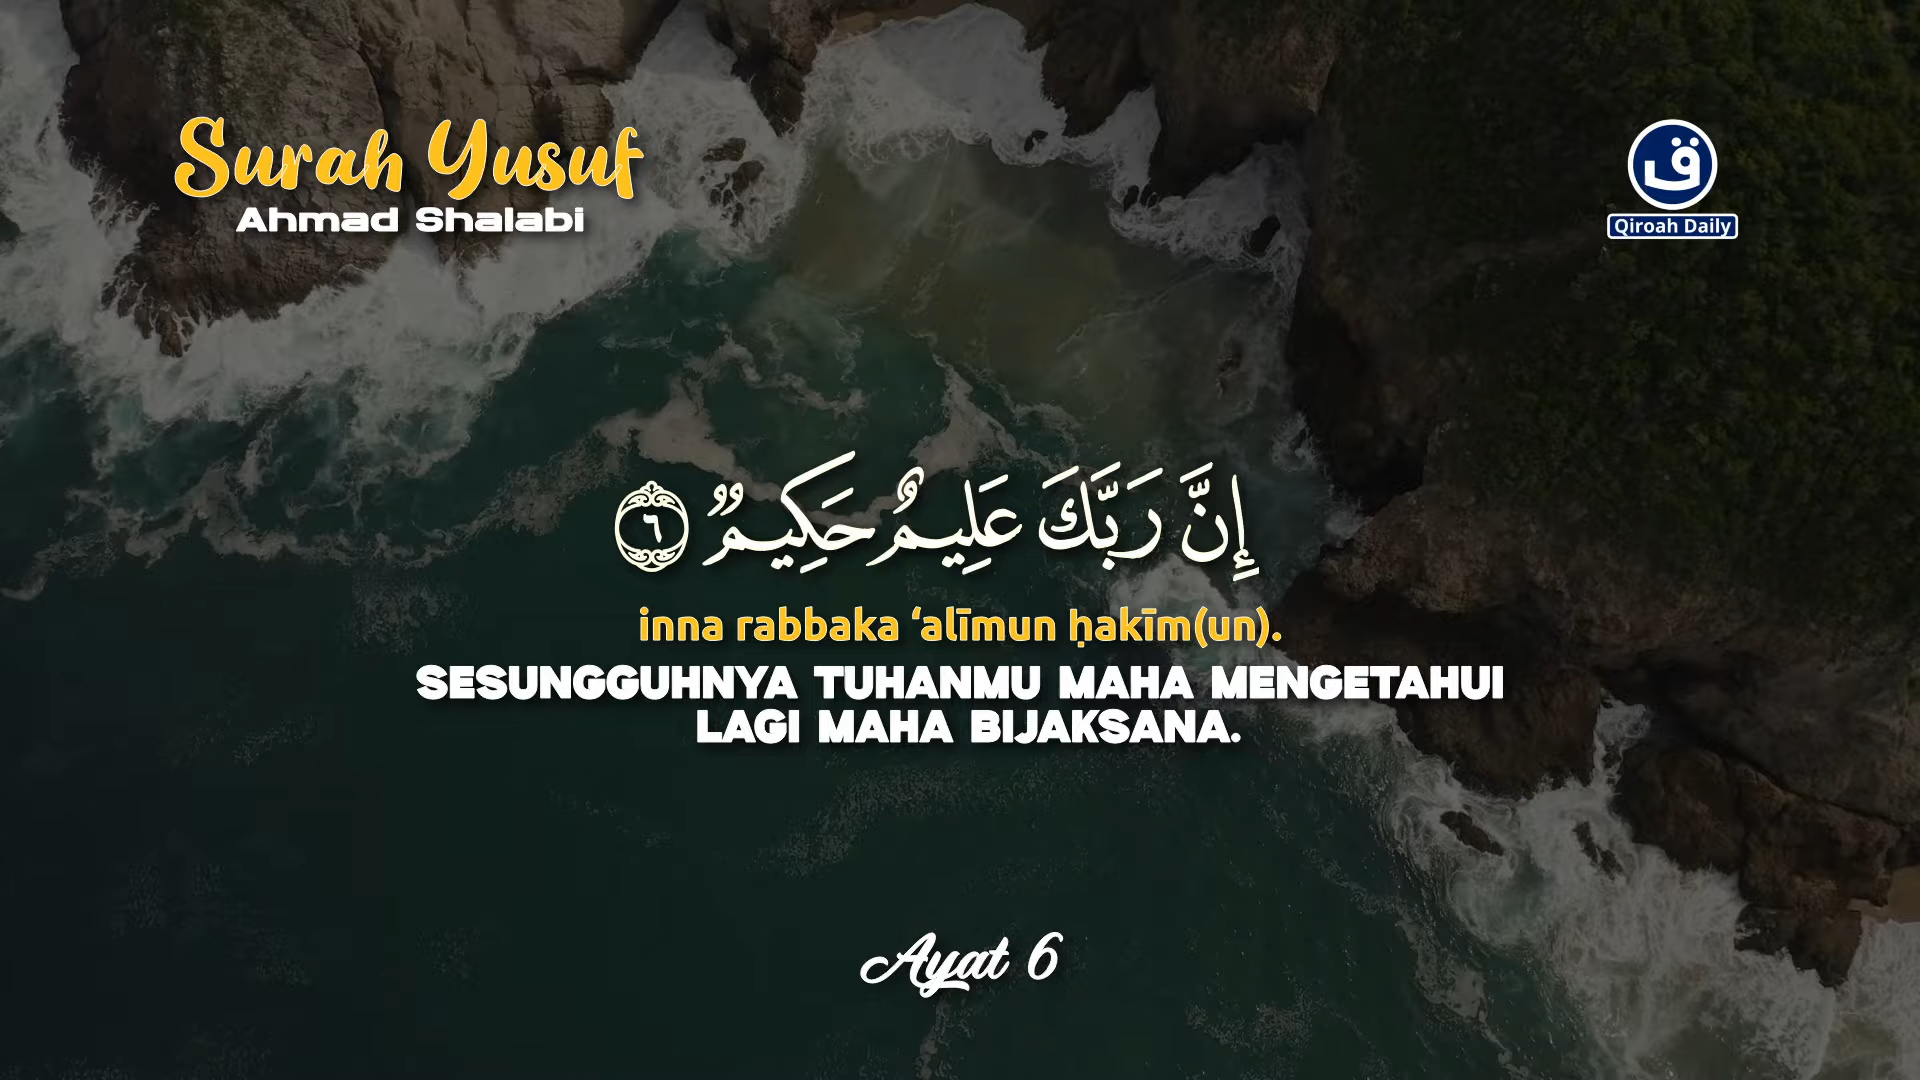 Surah Yusuf
Ahmad Shalabi
ق
Qiroah Daily
إِنَّ رَبَّكَ عَلِيمٌ حَكِيمٌ ٦
inna rabbaka ‘alīmun ḥakīm(un).
SESUNGGUHNYA TUHANMU MAHA MENGETAHUI
LAGI MAHA BIJAKSANA.
Ayat 6